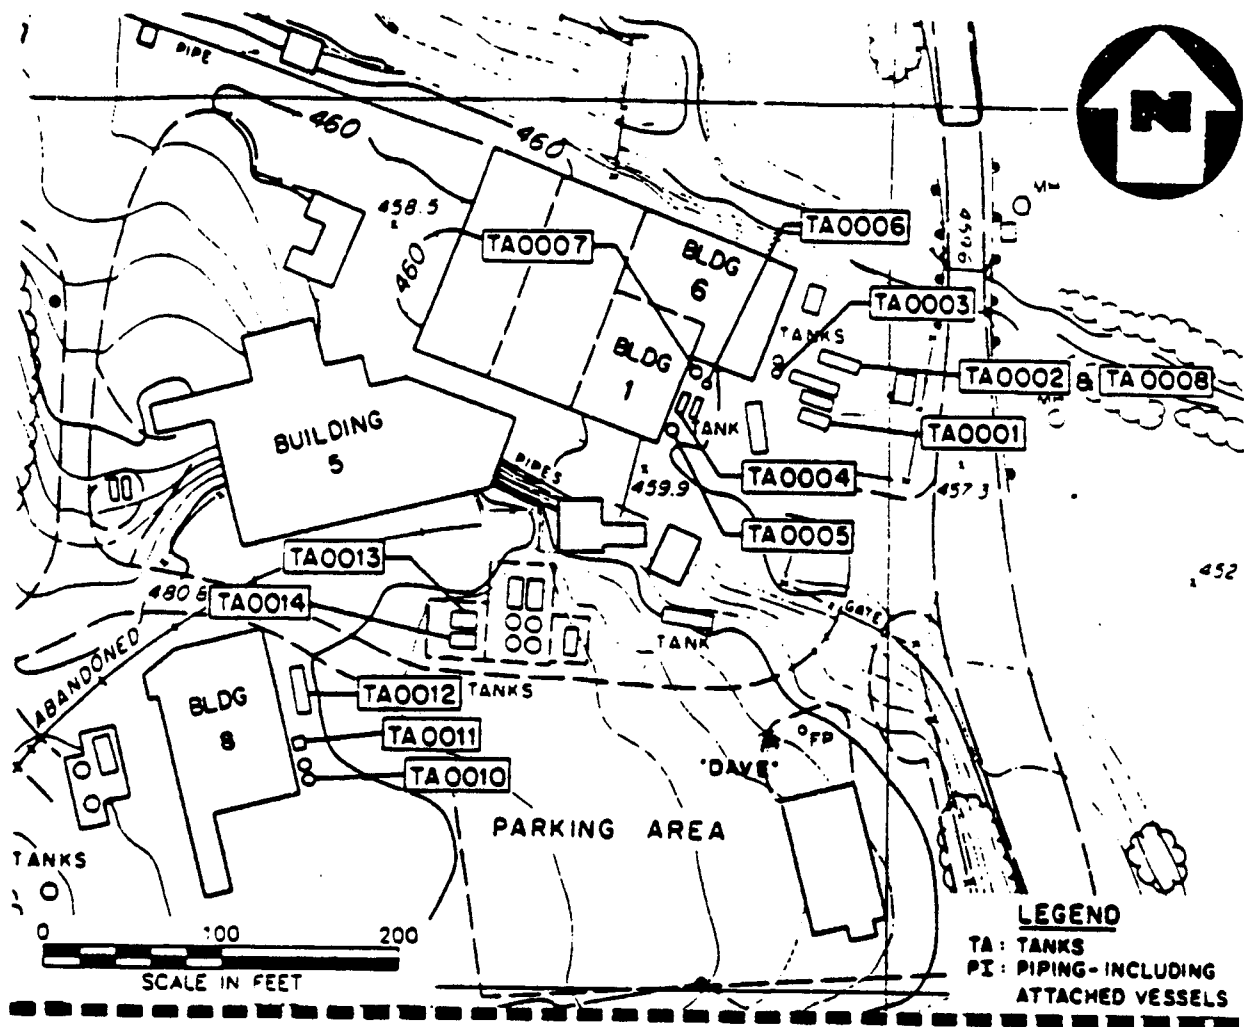 PIPE
N
460
460
MH
458.5
TA0006
TA0007
BLDG
6
460
TA0003
TANKS
BLDG
1
TA0002 & TA0008
MH
BUILDING
5
TANK
TA0001
PIPES
459.9
TA0004
457.3
TA0005
TA0013
452
480.8
TA0014
GATE
TANK
ABANDONED
BLDG
8
TA0012
TANKS
TA0011
FP
"DAVE"
TA0010
PARKING AREA
TANKS
LEGEND
0 100 200
TA: TANKS
SCALE IN FEET
PI: PIPING-INCLUDING
ATTACHED VESSELS